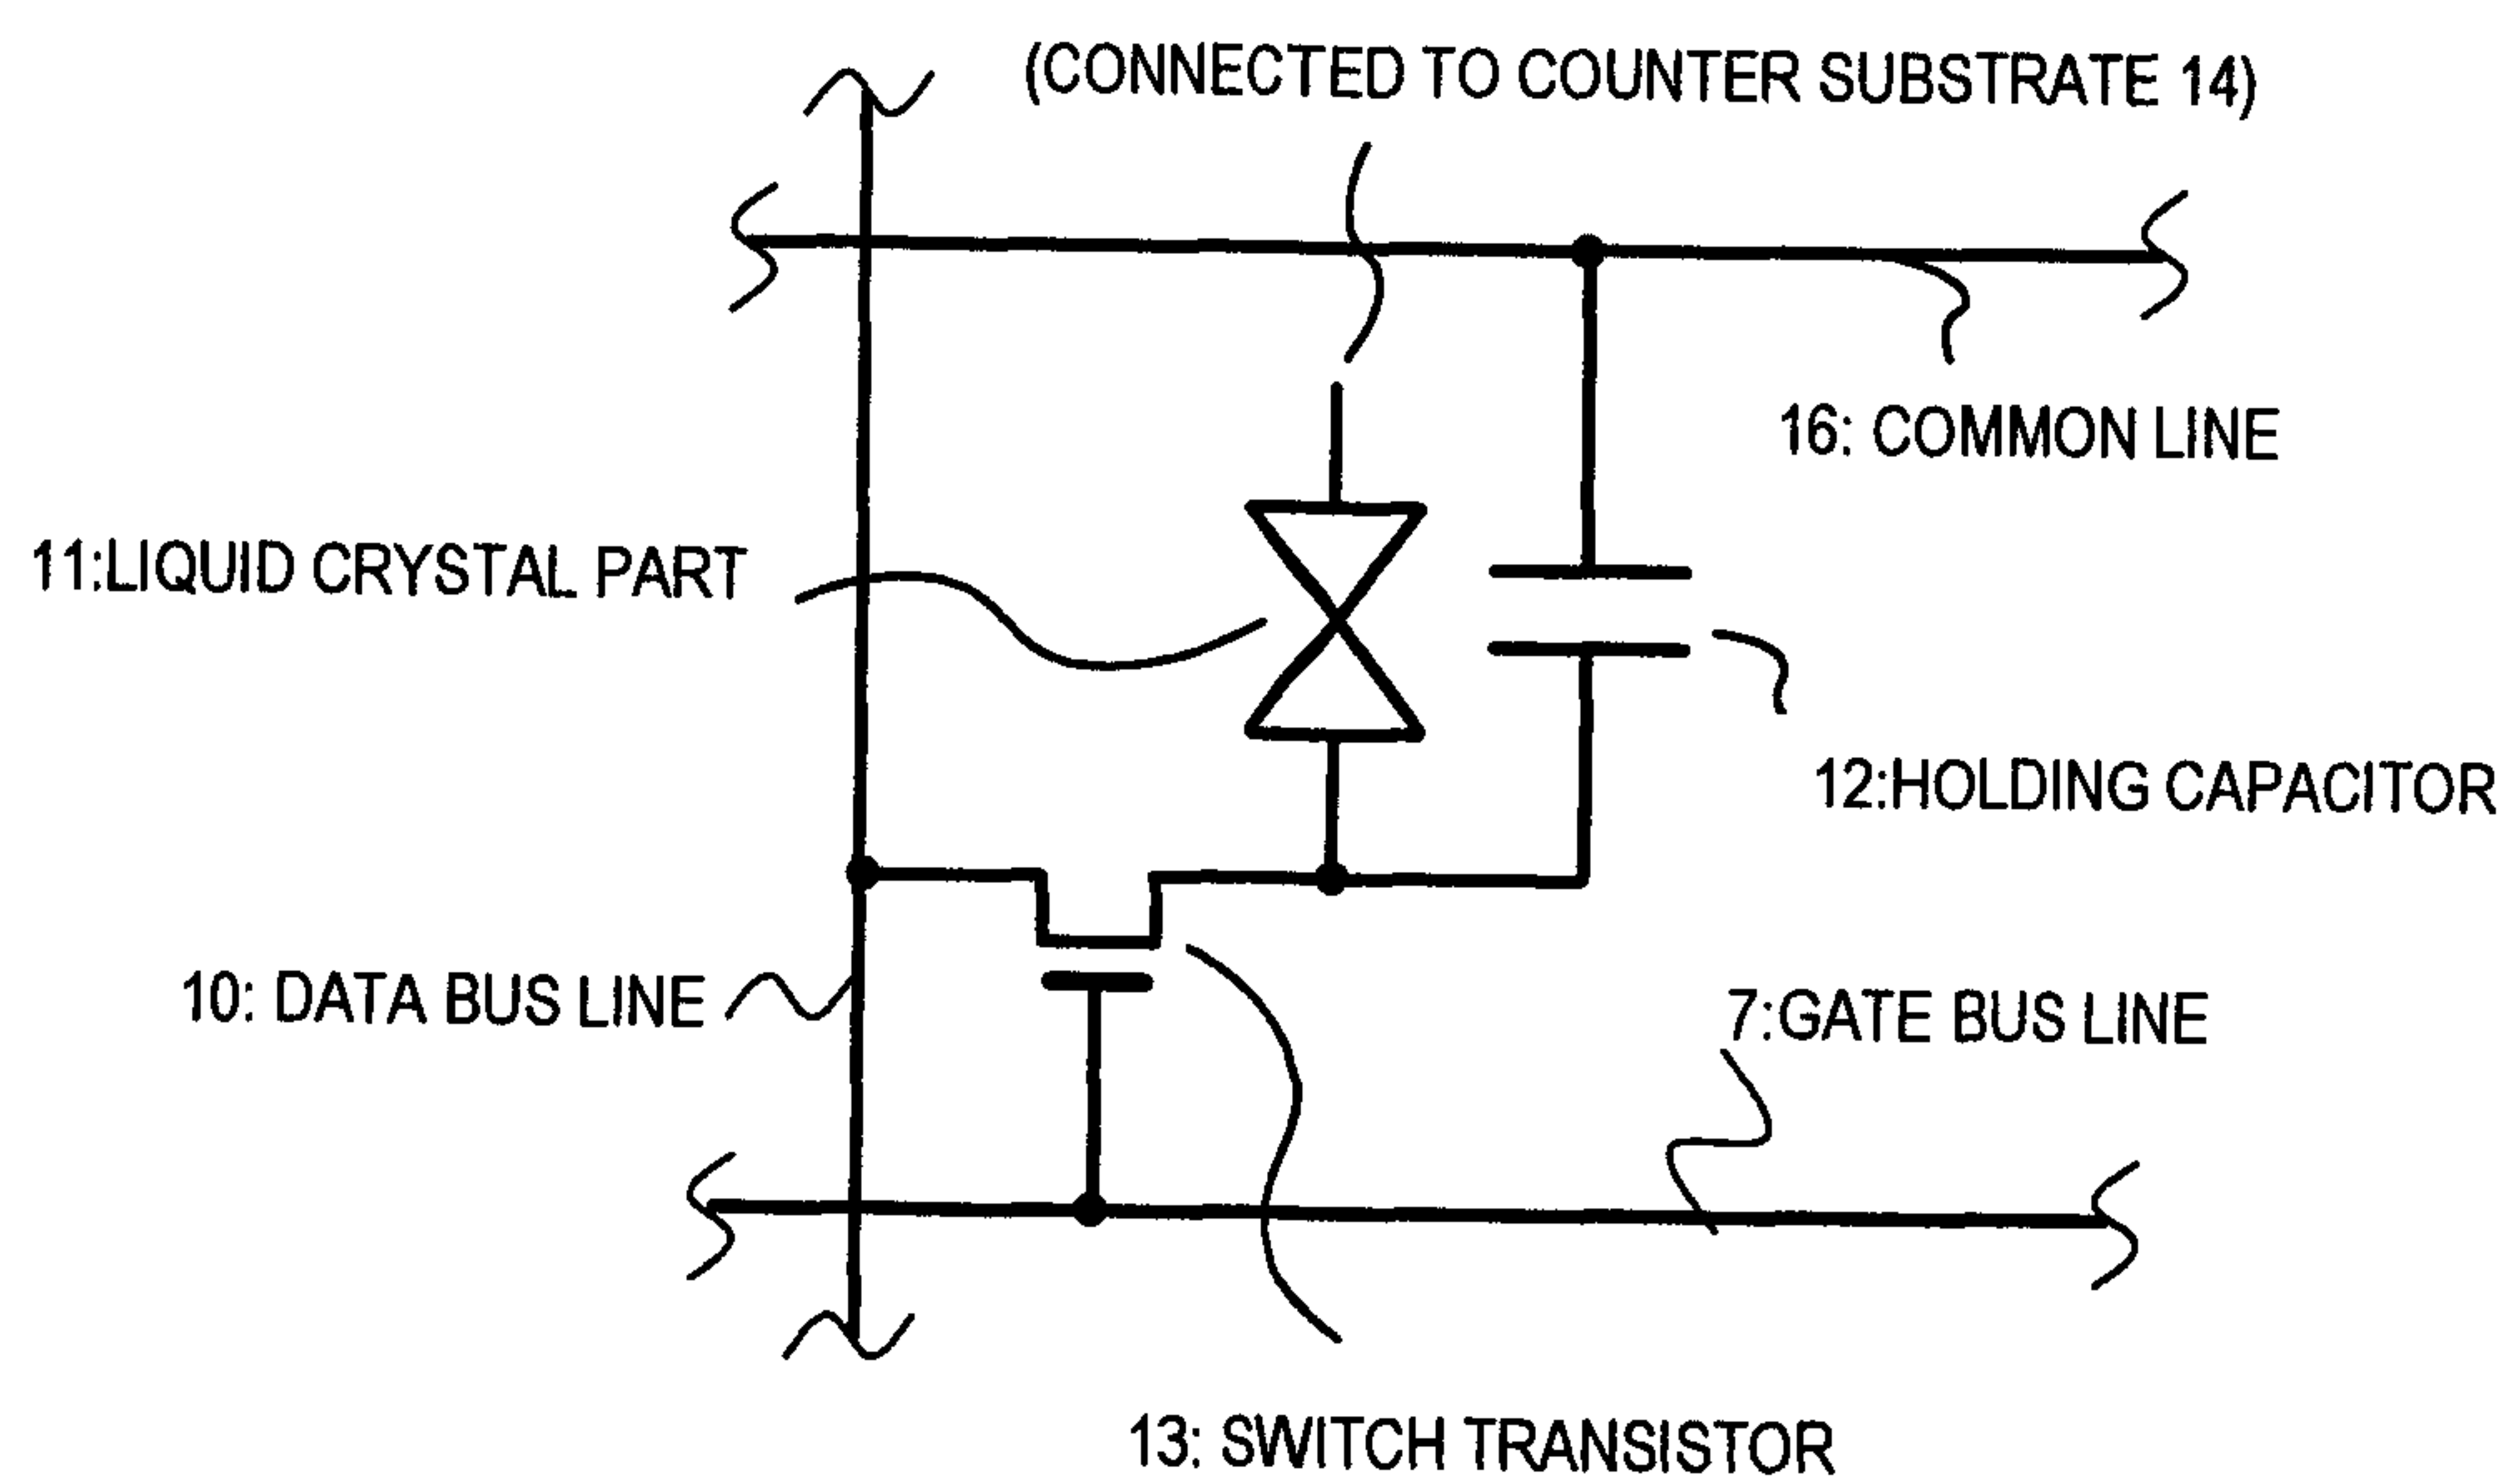 (CONNECTED TO COUNTER SUBSTRATE 14)
16: COMMON LINE
11:LIQUID CRYSTAL PART
12:HOLDING CAPACITOR
10: DATA BUS LINE
7:GATE BUS LINE
13: SWITCH TRANSISTOR